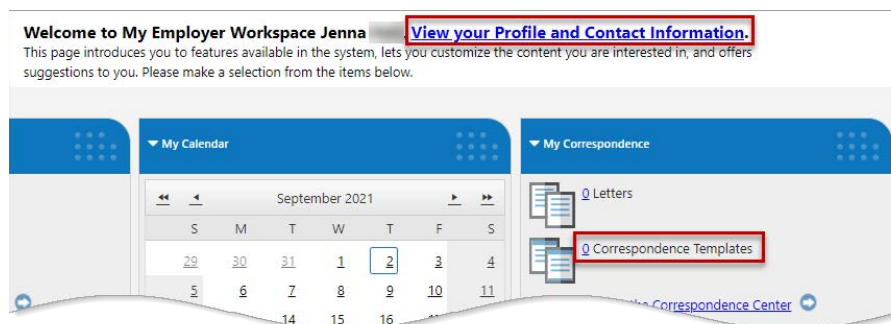 Welcome to My Employer Workspace Jenna . View your Profile and Contact Information.
This page introduces you to features available in the system, lets you customize the content you are interested in, and offers
suggestions to you. Please make a selection from the items below.
My Calendar
September 2021
S M T W T F S
29 30 31 1 2 3 4
5 6 7 8 9 10 11
14 15 16
My Correspondence
0 Letters
0 Correspondence Templates
the Correspondence Center